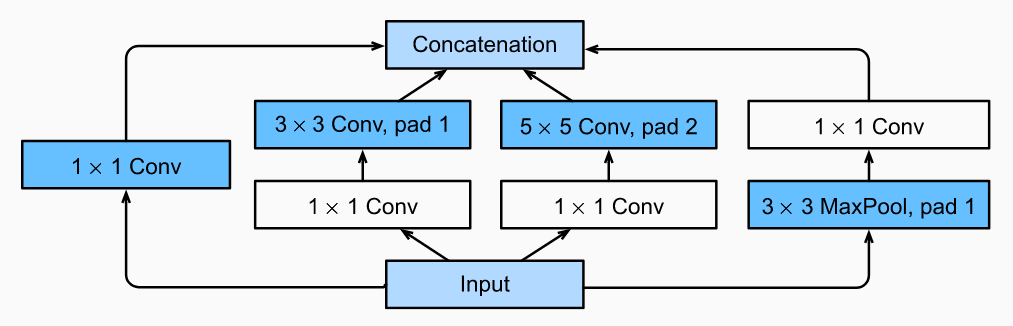 Concatenation
3 × 3 Conv, pad 1
5 × 5 Conv, pad 2
1 × 1 Conv
1 × 1 Conv
1 × 1 Conv
1 × 1 Conv
3 × 3 MaxPool, pad 1
Input